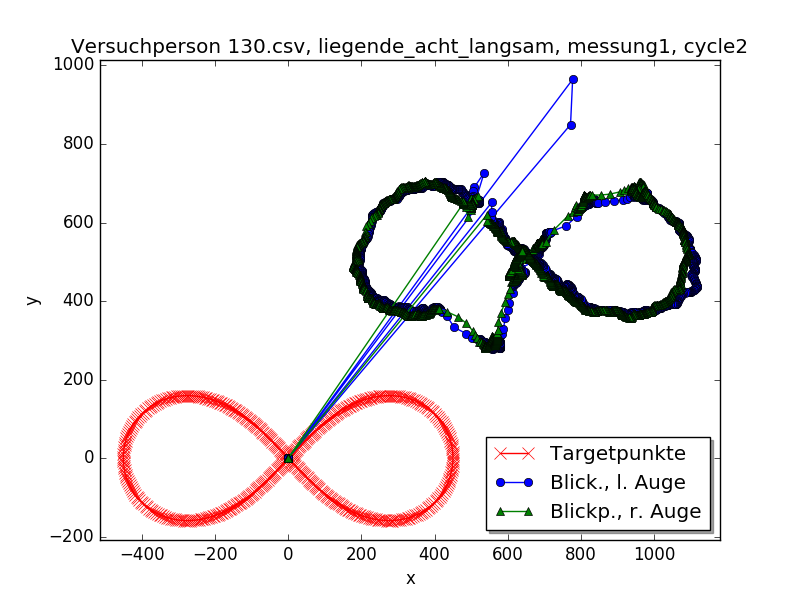 Versuchperson 130.csv, liegende_acht_langsam, messung1, cycle2
1000
800
600
400
200
0
−200
y
−400
−200
0
200
400
600
800
1000
x
Targetpunkte
Blick., l. Auge
Blickp., r. Auge